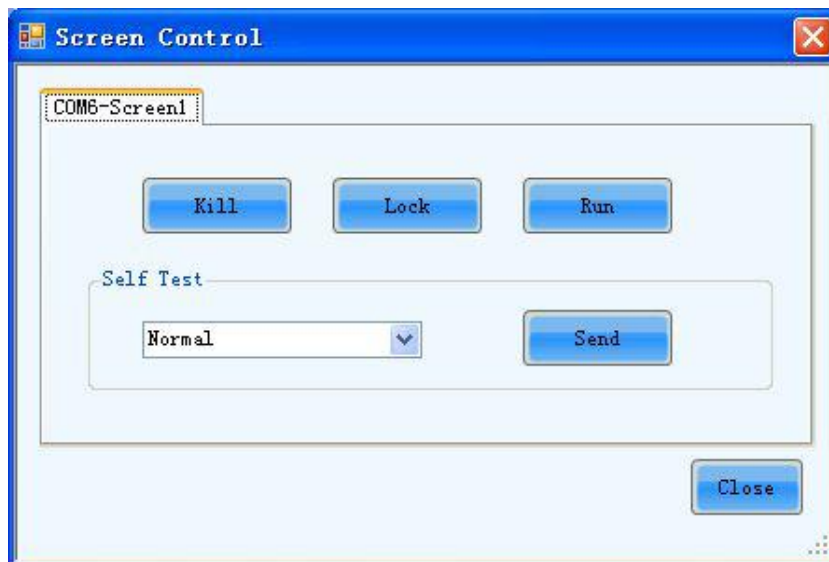 Screen Control
COM6-Screen1
Kill Lock Run
Self Test
Normal Send
Close